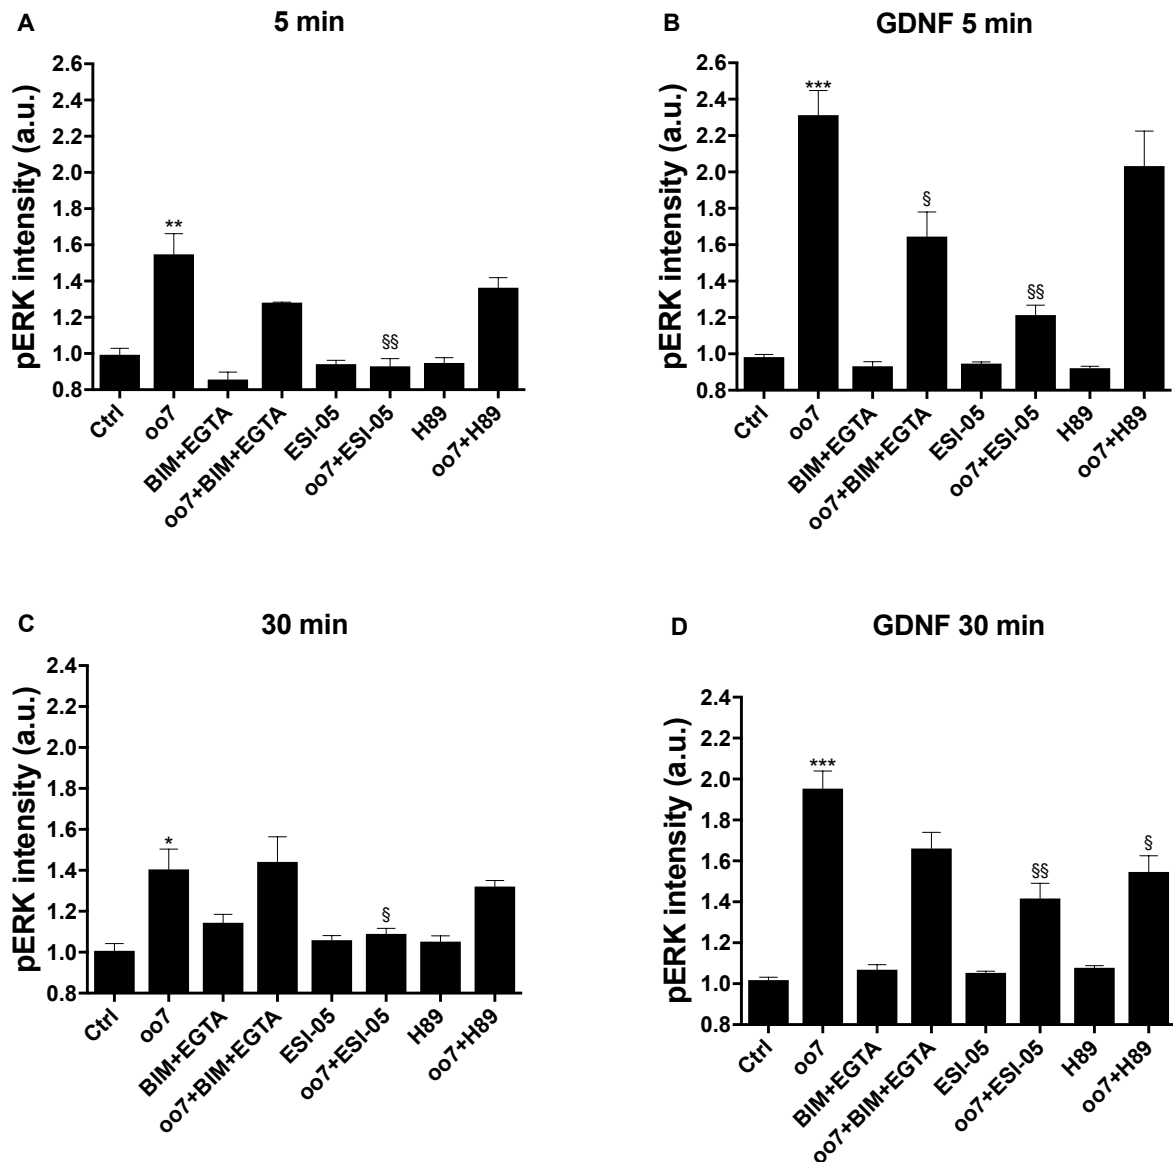 A
5 min
pERK intensity (a.u.)
2.6
2.4
2.2
2.0
1.8
1.6
1.4
1.2
1.0
0.8
**
§§
Ctrl
oo7
BIM+EGTA
oo7+BIM+EGTA
ESI-05
oo7+ESI-05
H89
oo7+H89
B
GDNF 5 min
pERK intensity (a.u.)
2.6
2.4
2.2
2.0
1.8
1.6
1.4
1.2
1.0
0.8
***
§
§§
Ctrl
oo7
BIM+EGTA
oo7+BIM+EGTA
ESI-05
oo7+ESI-05
H89
oo7+H89
C
30 min
pERK intensity (a.u.)
2.4
2.2
2.0
1.8
1.6
1.4
1.2
1.0
0.8
*
§
Ctrl
oo7
BIM+EGTA
oo7+BIM+EGTA
ESI-05
oo7+ESI-05
H89
oo7+H89
D
GDNF 30 min
pERK intensity (a.u.)
2.4
2.2
2.0
1.8
1.6
1.4
1.2
1.0
0.8
***
§§
§
Ctrl
oo7
BIM+EGTA
oo7+BIM+EGTA
ESI-05
oo7+ESI-05
H89
oo7+H89